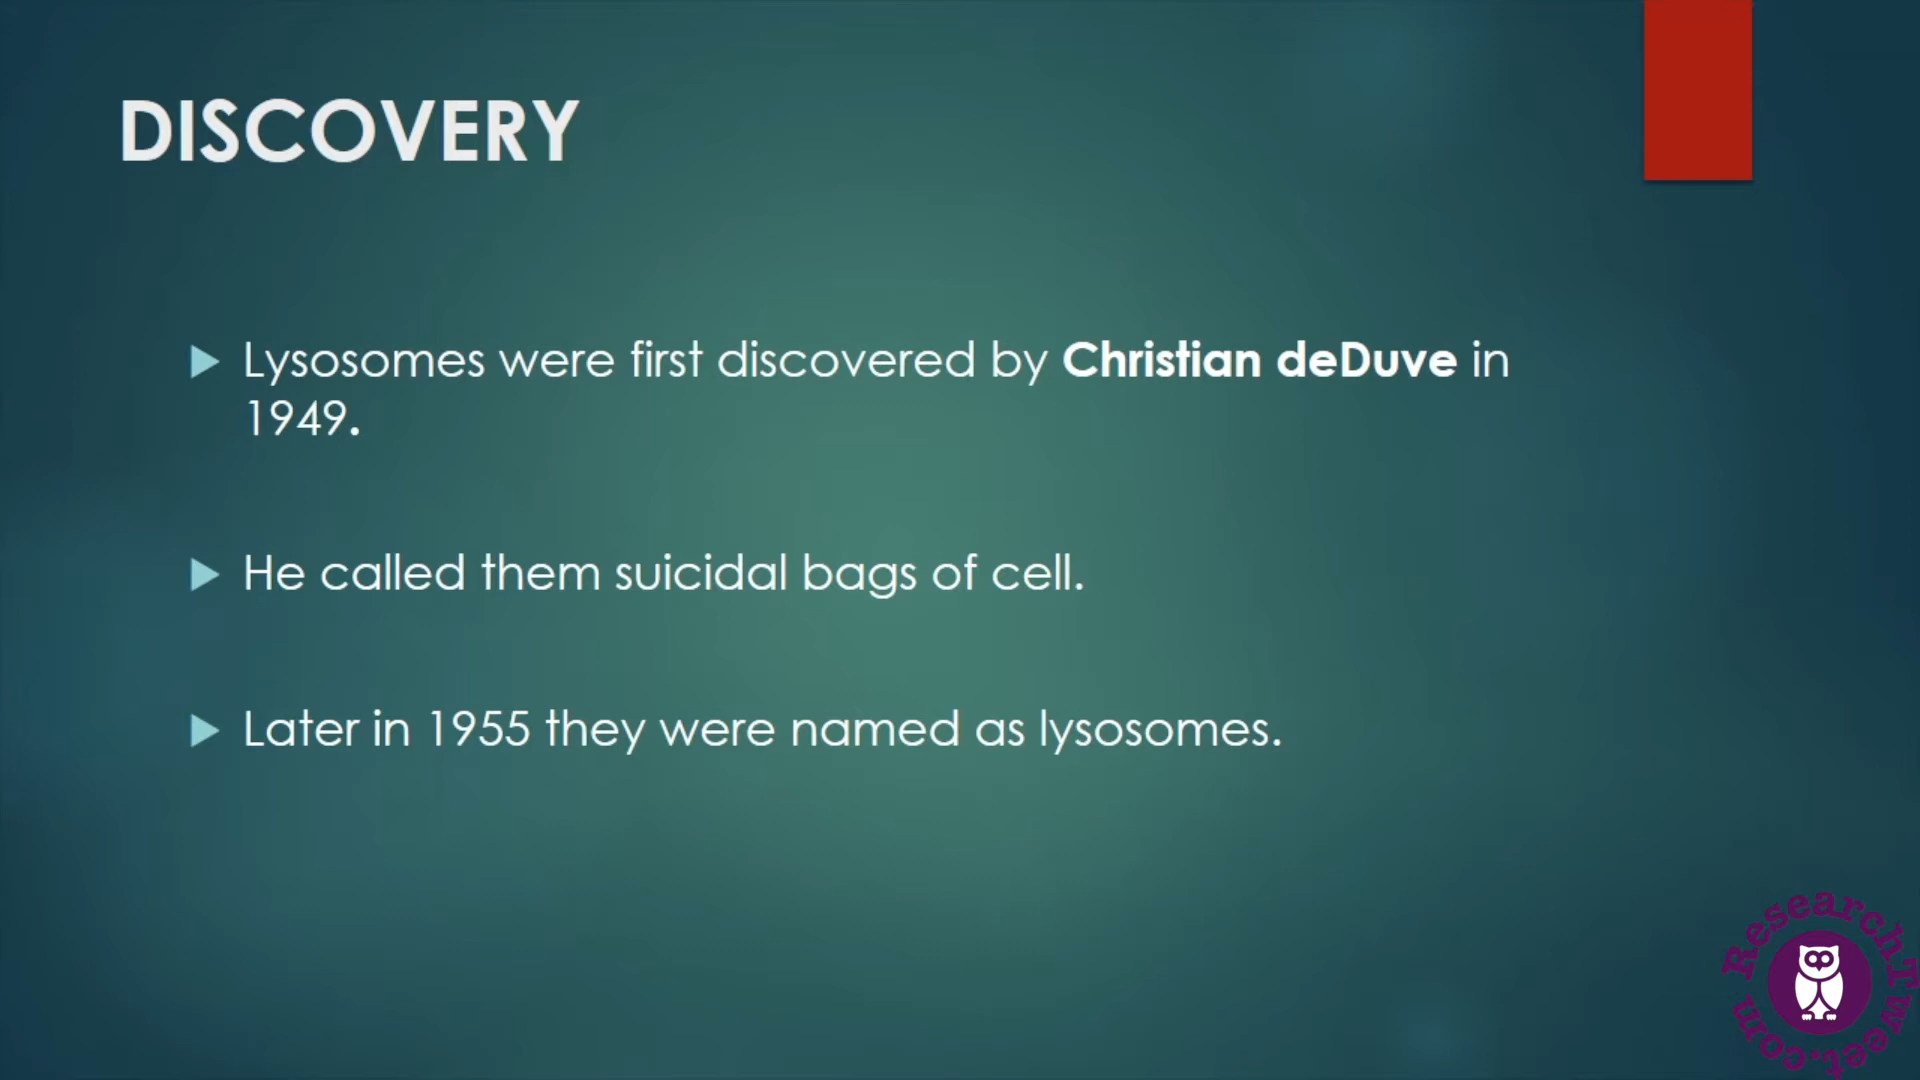 DISCOVERY
Lysosomes were first discovered by Christian deDuve in
1949.
He called them suicidal bags of cell.
Later in 1955 they were named as lysosomes.
ResearchTweet.com